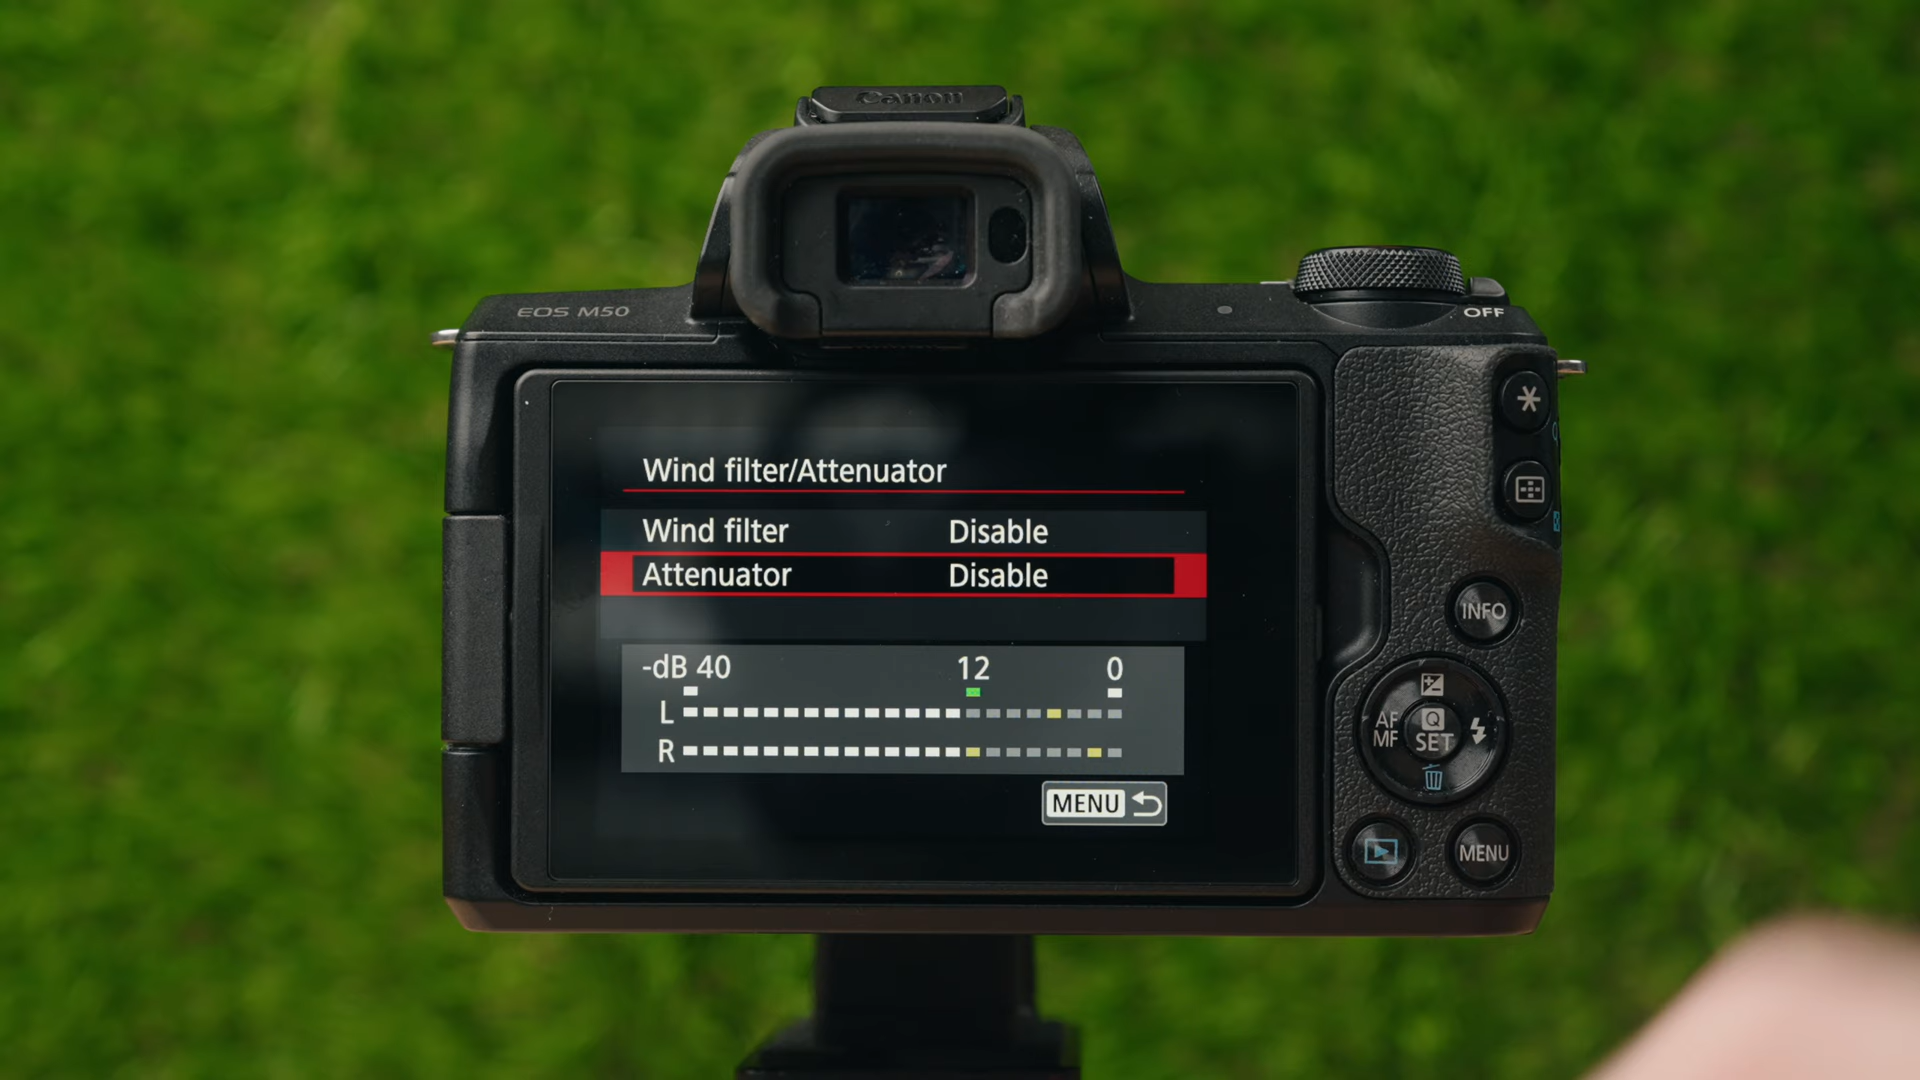 Canon
EOS M50
OFF
Wind filter/Attenuator
Wind filter Disable
Attenuator Disable
-dB 40 12 0
L
R
MENU
INFO
AF
MF
Q
SET
MENU